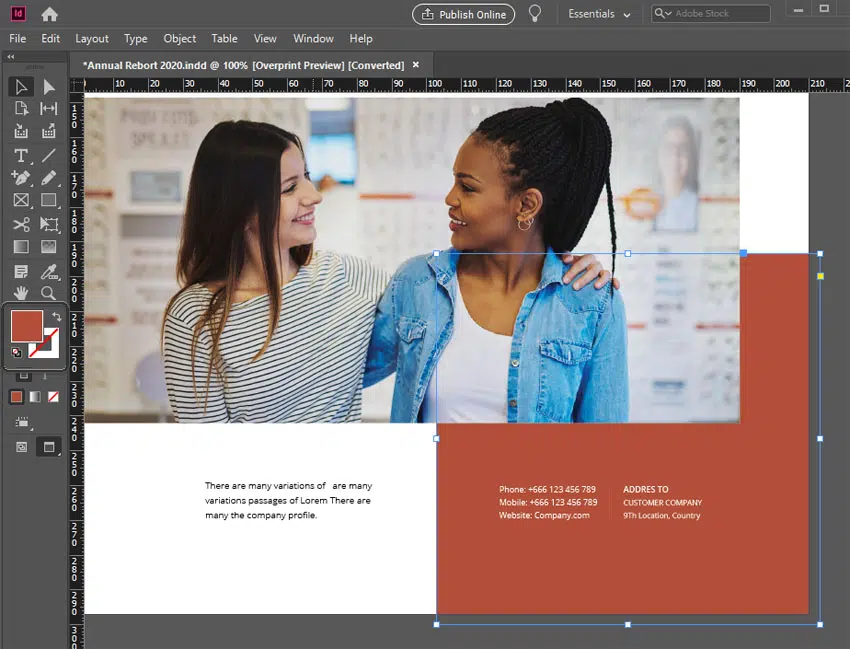 Id
Publish Online
Essentials
Adobe Stock
File Edit Layout Type Object Table View Window Help
*Annual Rebort 2020.indd @ 100% [Overprint Preview] [Converted] ×
10 20 30 40 50 60 70 80 90 100 110 120 130 140 150 160 170 180 190 200 210
150
160
170
180
190
200
210
220
230
240
250
260
270
280
290
300
T
There are many variations of are many
variations passages of Lorem There are
many the company profile.
Phone: +666 123 456 789
Mobile: +666 123 456 789
Website: Company.com
ADDRES TO
CUSTOMER COMPANY
9Th Location, Country